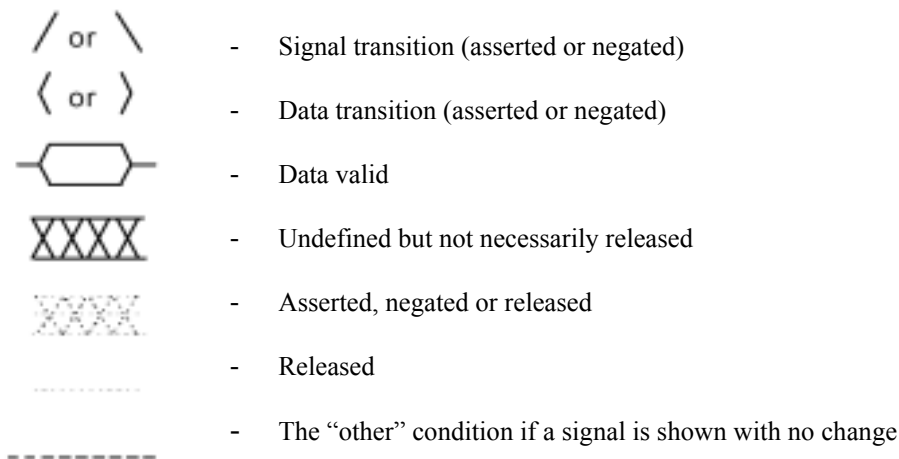 or - Signal transition (asserted or negated)
or - Data transition (asserted or negated)
- Data valid
- Undefined but not necessarily released
- Asserted, negated or released
- Released
- The “other” condition if a signal is shown with no change